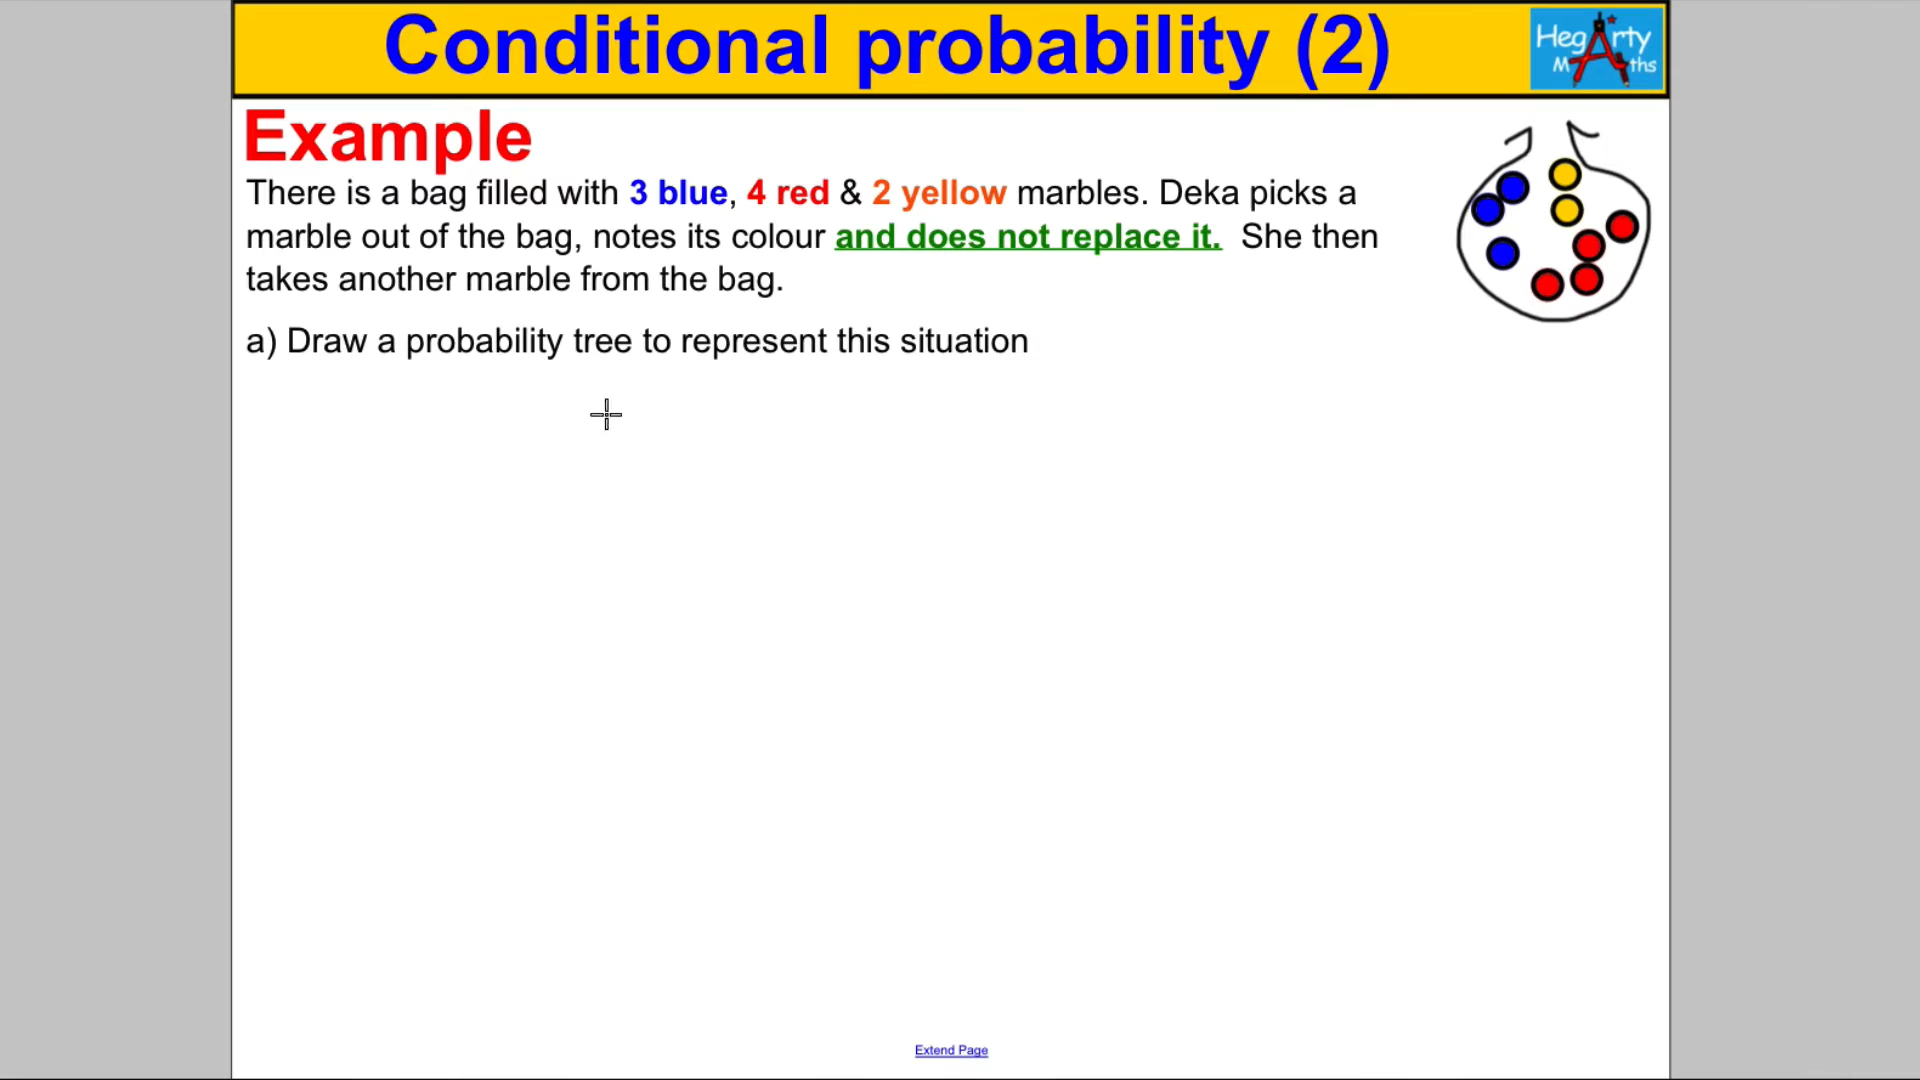 Conditional probability (2)
HegArty
Maths
Example
There is a bag filled with 3 blue, 4 red & 2 yellow marbles. Deka picks a
marble out of the bag, notes its colour and does not replace it. She then
takes another marble from the bag.
a) Draw a probability tree to represent this situation
Extend Page